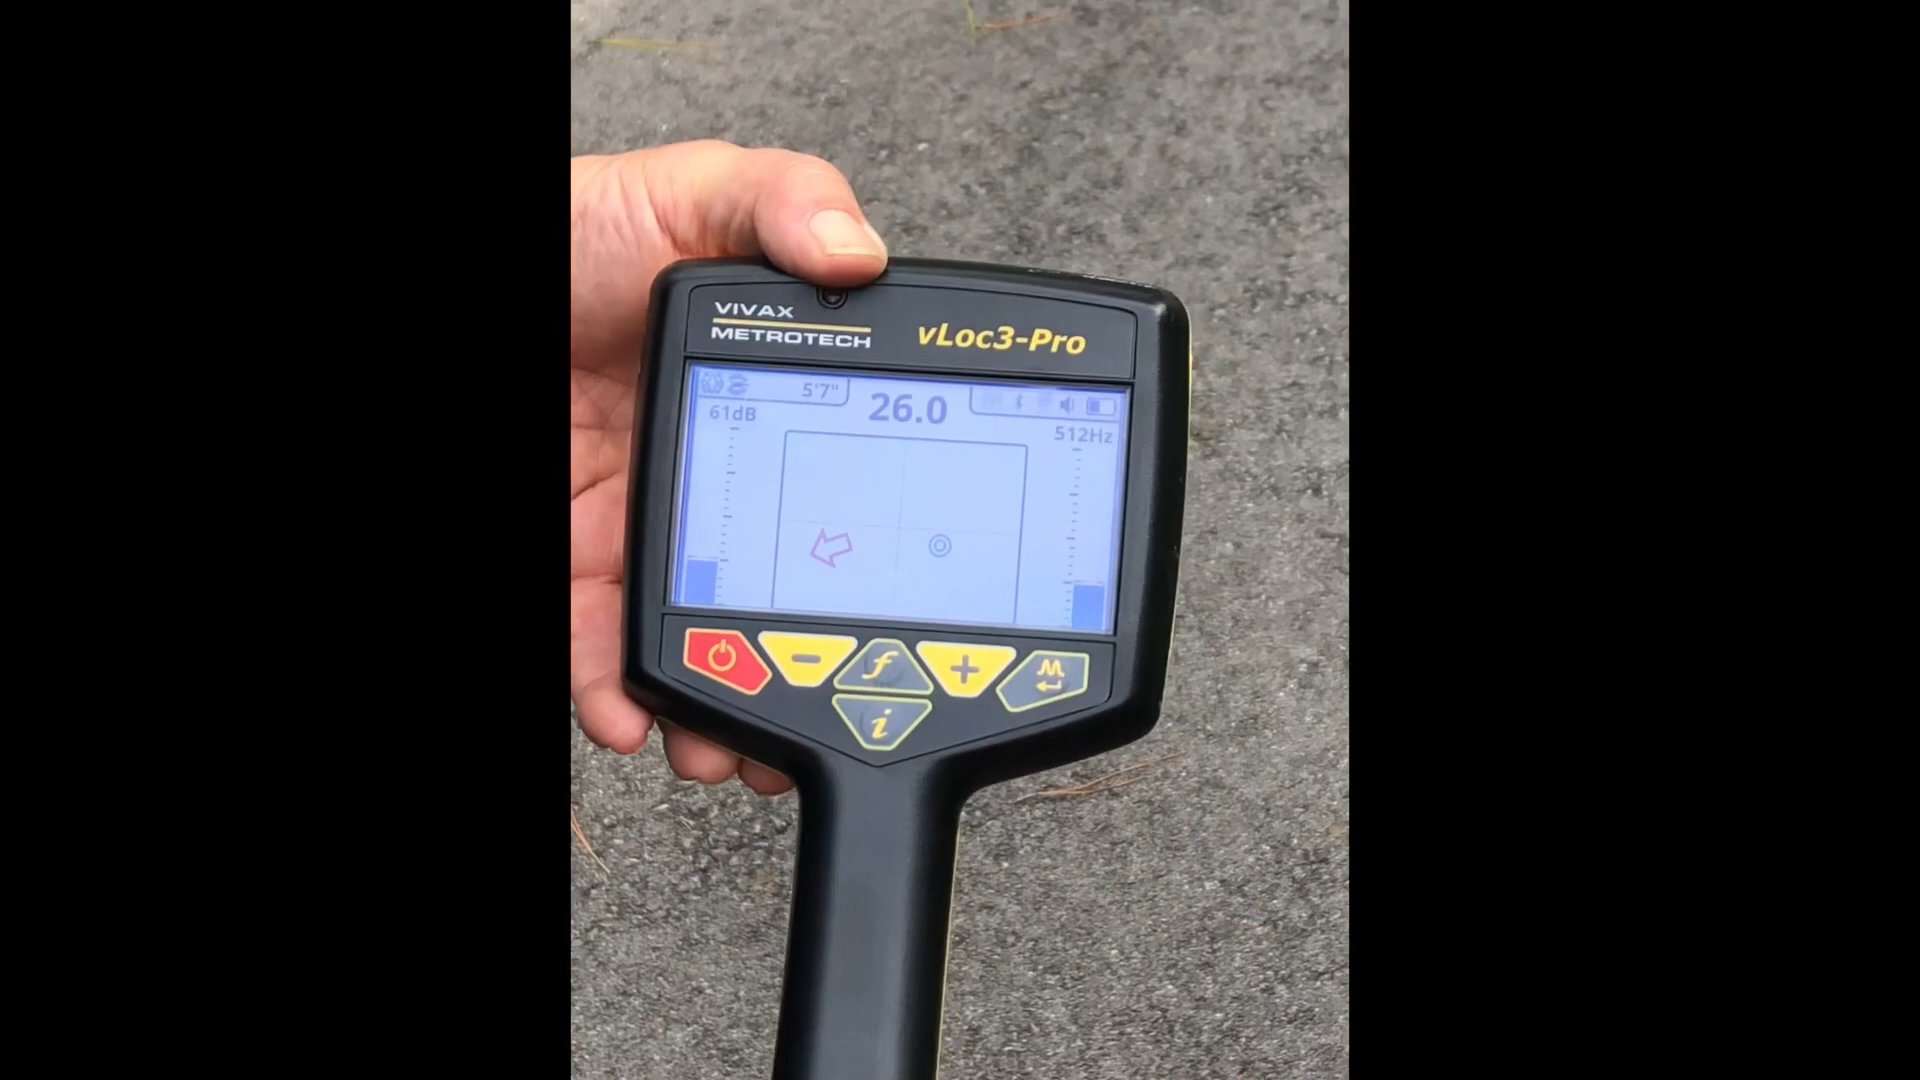 VIVAX
METROTECH
vLoc3-Pro
5'7"
26.0
61dB
512Hz
f
i